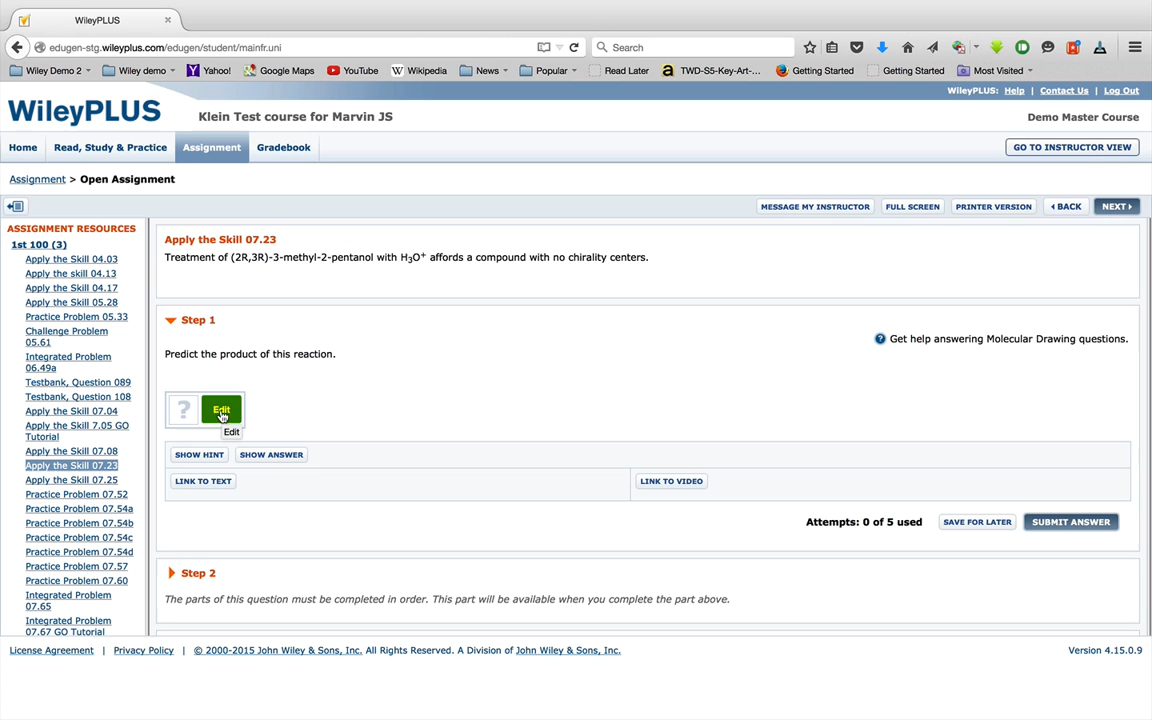 WileyPLUS ×
edugen-stg.wileyplus.com/edugen/student/mainfr.uni
Search
Wiley Demo 2
Wiley demo
Yahoo!
Google Maps
YouTube
Wikipedia
News
Popular
Read Later
TWD-S5-Key-Art-...
Getting Started
Getting Started
Most Visited
WileyPLUS: Help | Contact Us | Log Out
WileyPLUS
Klein Test course for Marvin JS
Demo Master Course
Home
Read, Study & Practice
Assignment
Gradebook
GO TO INSTRUCTOR VIEW
Assignment > Open Assignment
MESSAGE MY INSTRUCTOR
FULL SCREEN
PRINTER VERSION
BACK
NEXT
ASSIGNMENT RESOURCES
1st 100 (3)
Apply the Skill 04.03
Apply the skill 04.13
Apply the Skill 04.17
Apply the Skill 05.28
Practice Problem 05.33
Challenge Problem
05.61
Integrated Problem
06.49a
Testbank, Question 089
Testbank, Question 108
Apply the Skill 07.04
Apply the Skill 7.05 GO
Tutorial
Apply the Skill 07.08
Apply the Skill 07.23
Apply the Skill 07.25
Practice Problem 07.52
Practice Problem 07.54a
Practice Problem 07.54b
Practice Problem 07.54c
Practice Problem 07.54d
Practice Problem 07.57
Practice Problem 07.60
Integrated Problem
07.65
Integrated Problem
07.67 GO Tutorial
Apply the Skill 07.23
Treatment of (2R,3R)-3-methyl-2-pentanol with H₃O⁺ affords a compound with no chirality centers.
Step 1
? Get help answering Molecular Drawing questions.
Predict the product of this reaction.
? Edit
Edit
SHOW HINT
SHOW ANSWER
LINK TO TEXT
LINK TO VIDEO
Attempts: 0 of 5 used
SAVE FOR LATER
SUBMIT ANSWER
Step 2
The parts of this question must be completed in order. This part will be available when you complete the part above.
License Agreement | Privacy Policy | © 2000-2015 John Wiley & Sons, Inc. All Rights Reserved. A Division of John Wiley & Sons, Inc.
Version 4.15.0.9